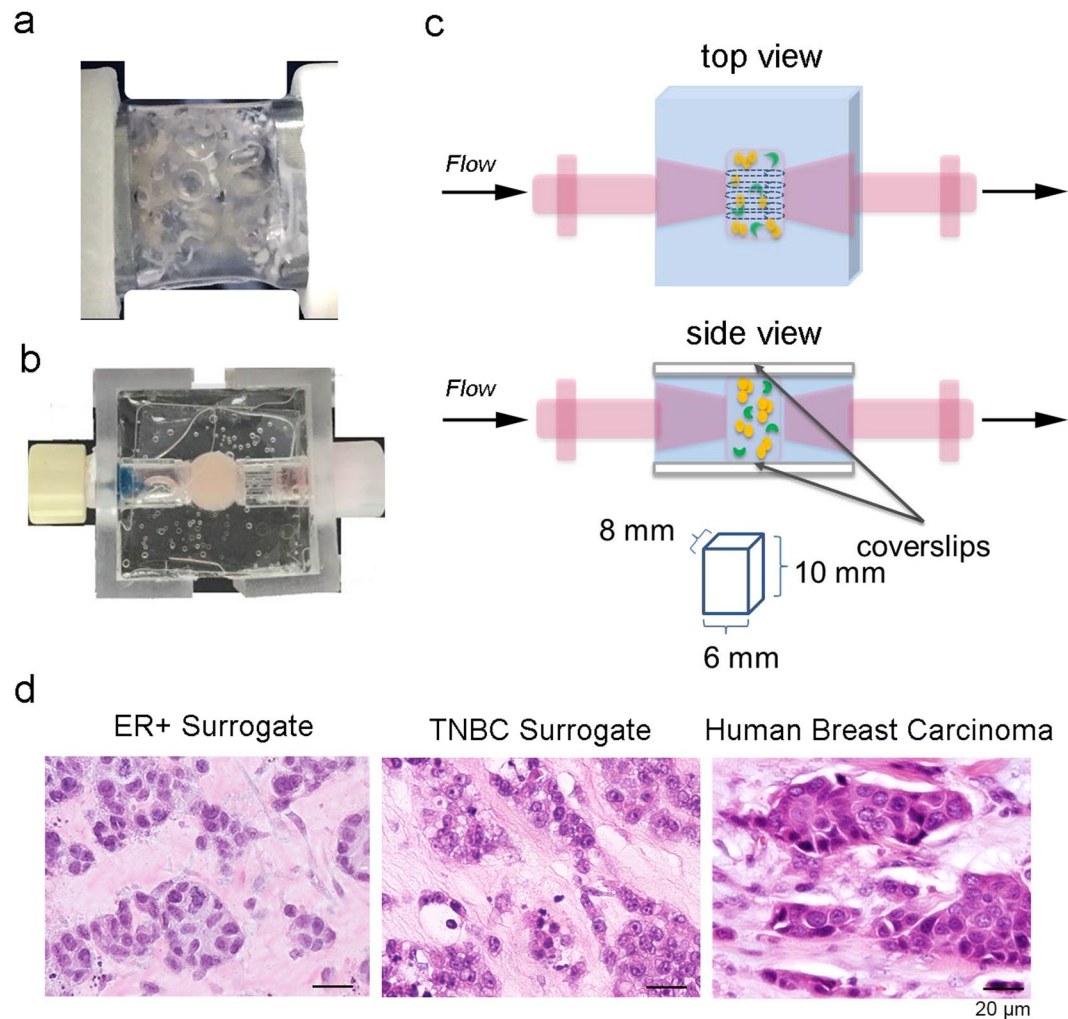 a
c
top view
Flow
b
side view
Flow
8 mm
coverslips
10 mm
6 mm
d
ER+ Surrogate
TNBC Surrogate
Human Breast Carcinoma
20 µm